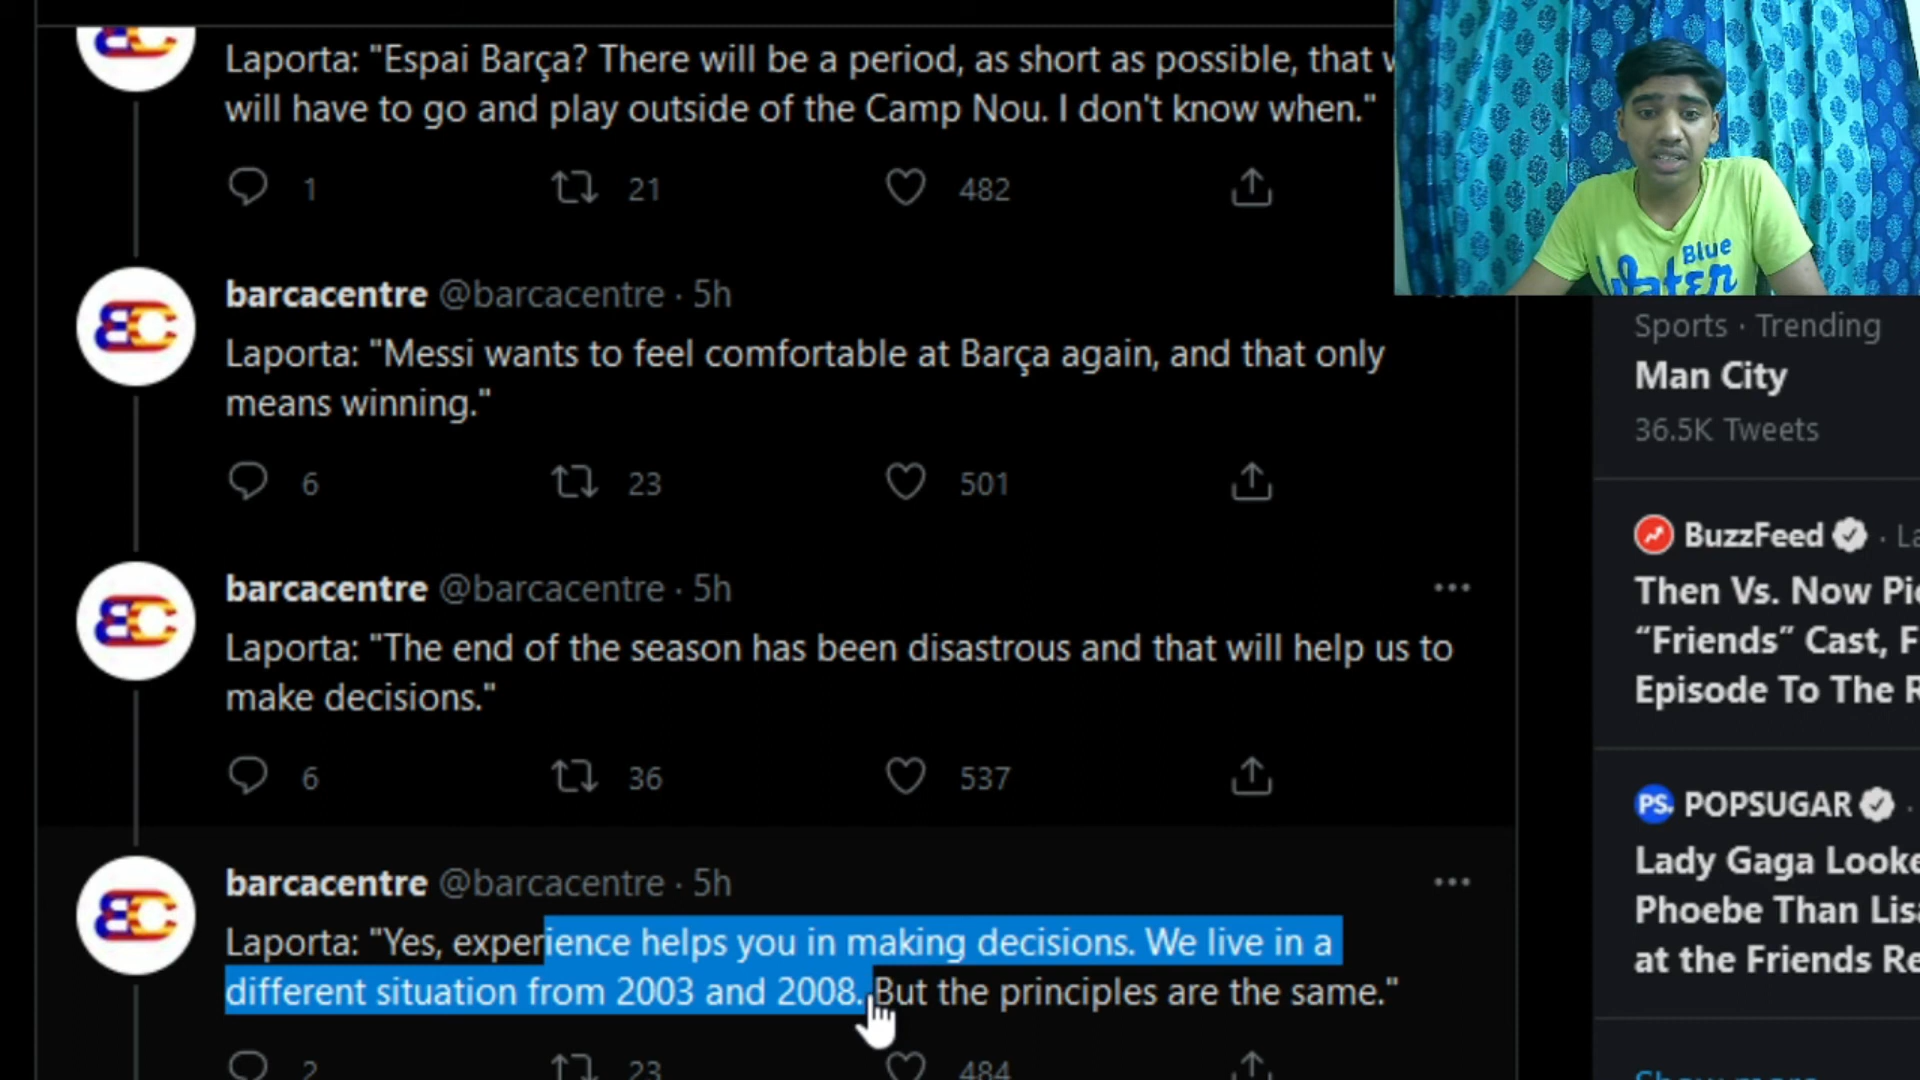 Laporta: "Espai Barça? There will be a period, as short as possible, that
will have to go and play outside of the Camp Nou. I don't know when."
1 21 482
barcacentre @barcacentre · 5h
Laporta: "Messi wants to feel comfortable at Barça again, and that only
means winning."
6 23 501
barcacentre @barcacentre · 5h
Laporta: "The end of the season has been disastrous and that will help us to
make decisions."
6 36 537
barcacentre @barcacentre · 5h
Laporta: "Yes, experience helps you in making decisions. We live in a
different situation from 2003 and 2008. But the principles are the same."
2 23 484
Blue
Water
Sports · Trending
Man City
36.5K Tweets
BuzzFeed ·
Then Vs. Now
“Friends” Cast,
Episode To The
PS. POPSUGAR ·
Lady Gaga
Phoebe Than
at the Friends
Show more